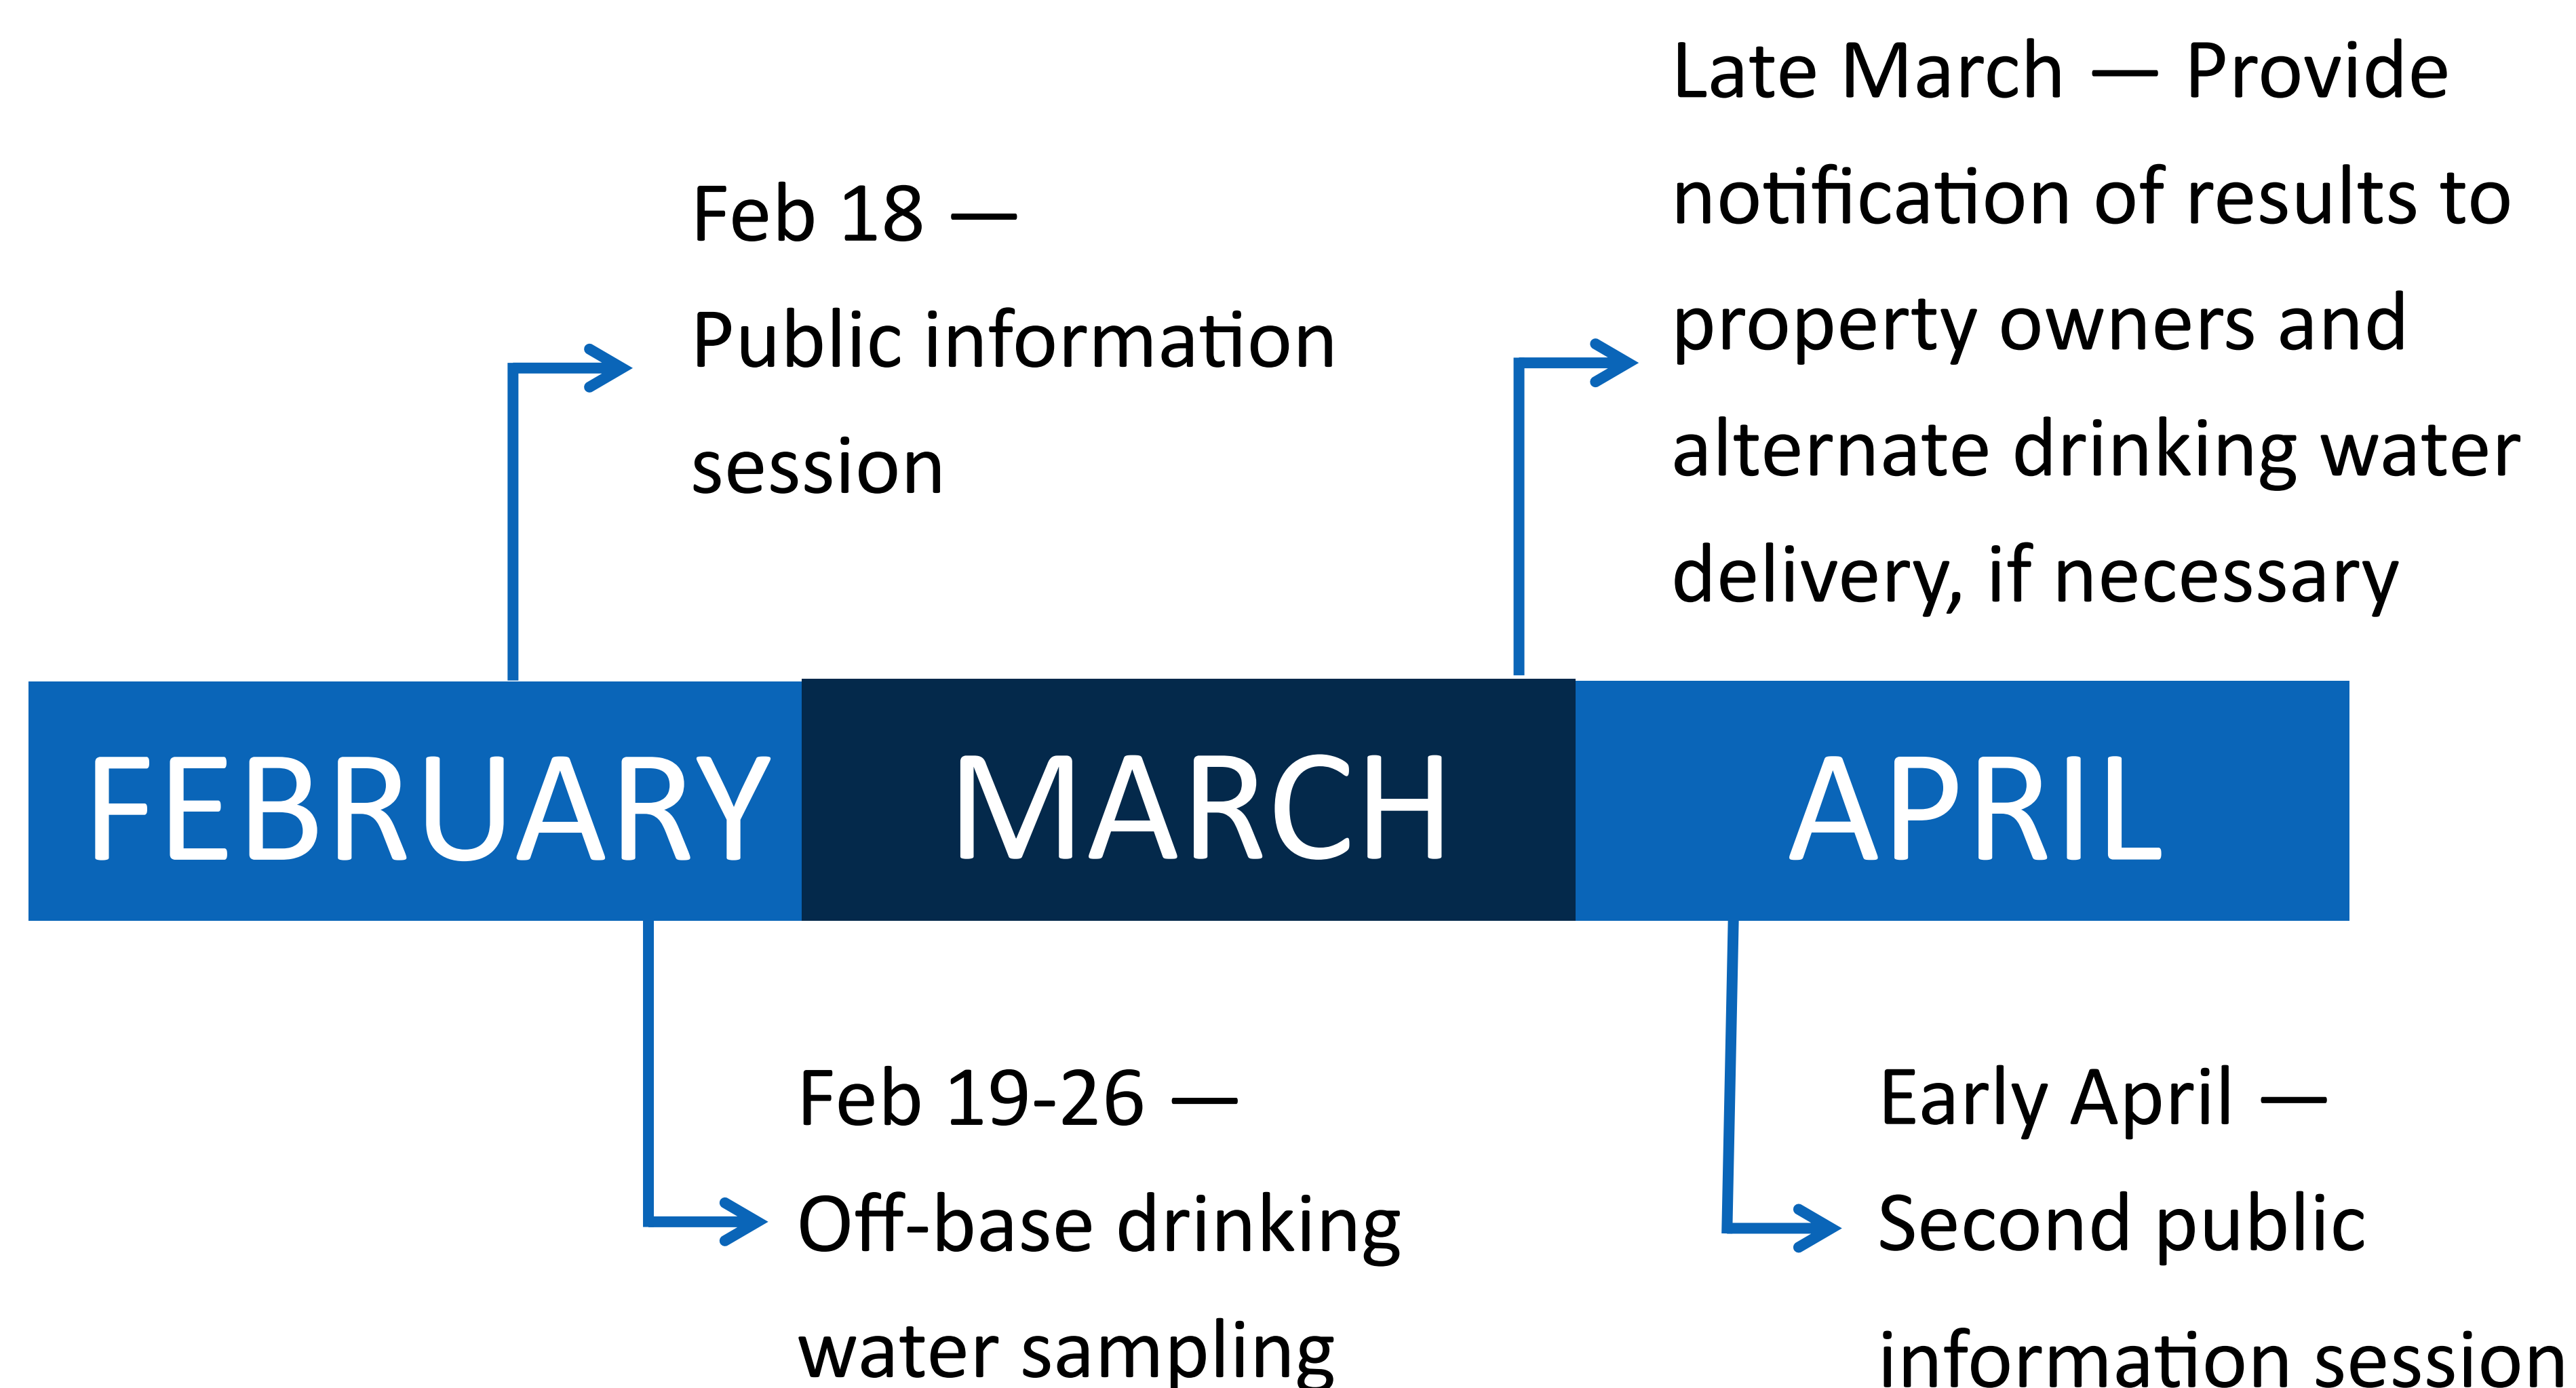 Late March — Provide
notification of results to
property owners and
alternate drinking water
delivery, if necessary
Feb 18 —
Public information
session
FEBRUARY
MARCH
APRIL
Feb 19-26 —
Off-base drinking
water sampling
Early April —
Second public
information session